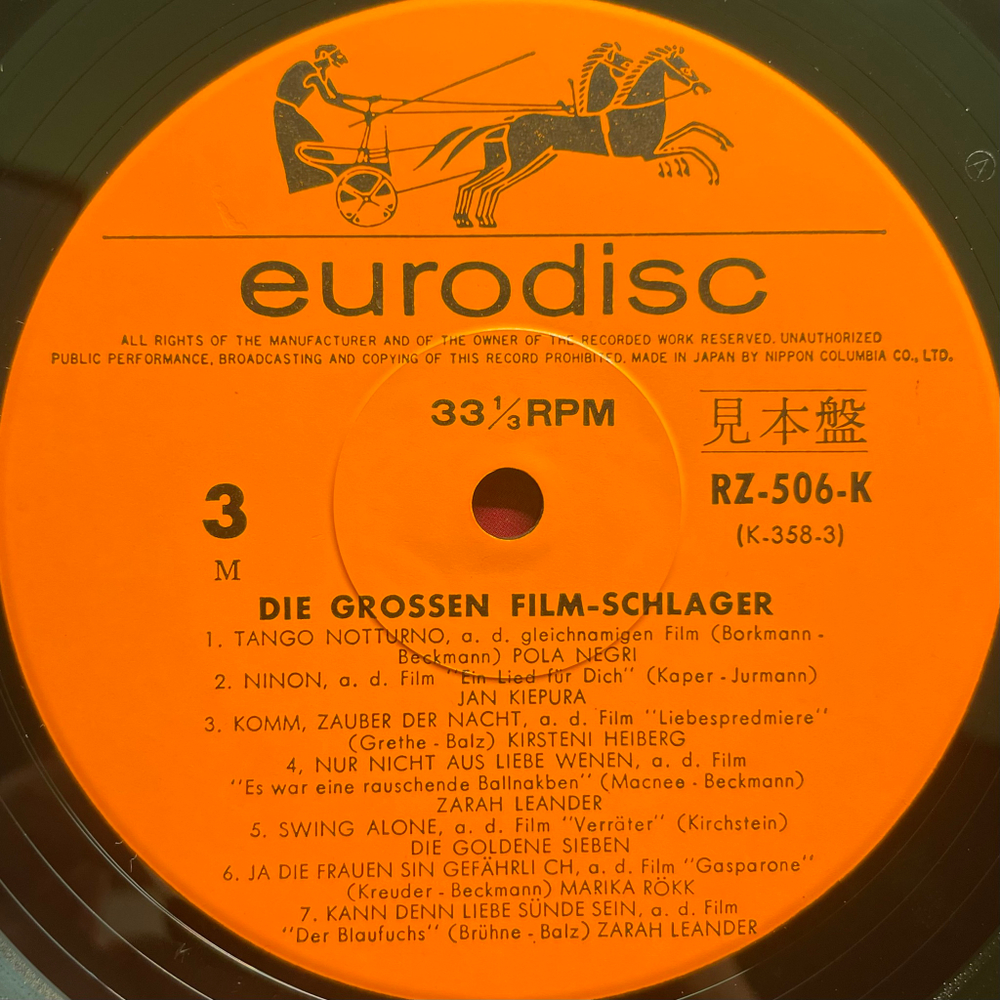 eurodisc
ALL RIGHTS OF THE MANUFACTURER AND OF THE OWNER OF THE RECORDED WORK RESERVED. UNAUTHORIZED
PUBLIC PERFORMANCE, BROADCASTING AND COPYING OF THIS RECORD PROHIBITED. MADE IN JAPAN BY NIPPON COLUMBIA CO., LTD.
33 1/3 RPM
見本盤
RZ-506-K
(K-358-3)
3
M
DIE GROSSEN FILM-SCHLAGER
1. TANGO NOTTURNO, a. d. gleichnamigen Film (Borkmann -
Beckmann) POLA NEGRI
2. NINON, a. d. Film "Ein Lied für Dich" (Kaper - Jurmann)
JAN KIEPURA
3. KOMM, ZAUBER DER NACHT, a. d. Film "Liebespredmiere"
(Grethe - Balz) KIRSTENI HEIBERG
4, NUR NICHT AUS LIEBE WENEN, a. d. Film
"Es war eine rauschende Ballnakben" (Macnee - Beckmann)
ZARAH LEANDER
5. SWING ALONE, a. d. Film "Verräter" (Kirchstein)
DIE GOLDENE SIEBEN
6. JA DIE FRAUEN SIN GEFÄHRLI CH, a. d. Film "Gasparone"
(Kreuder - Beckmann) MARIKA RÖKK
7. KANN DENN LIEBE SÜNDE SEIN, a. d. Film
"Der Blaufuchs" (Brühne - Balz) ZARAH LEANDER